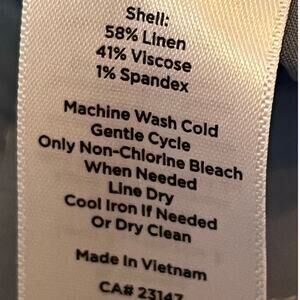 Shell:
58% Linen
41% Viscose
1% Spandex
Machine Wash Cold
Gentle Cycle
Only Non-Chlorine Bleach
When Needed
Line Dry
Cool Iron If Needed
Or Dry Clean
Made In Vietnam
CA# 23147